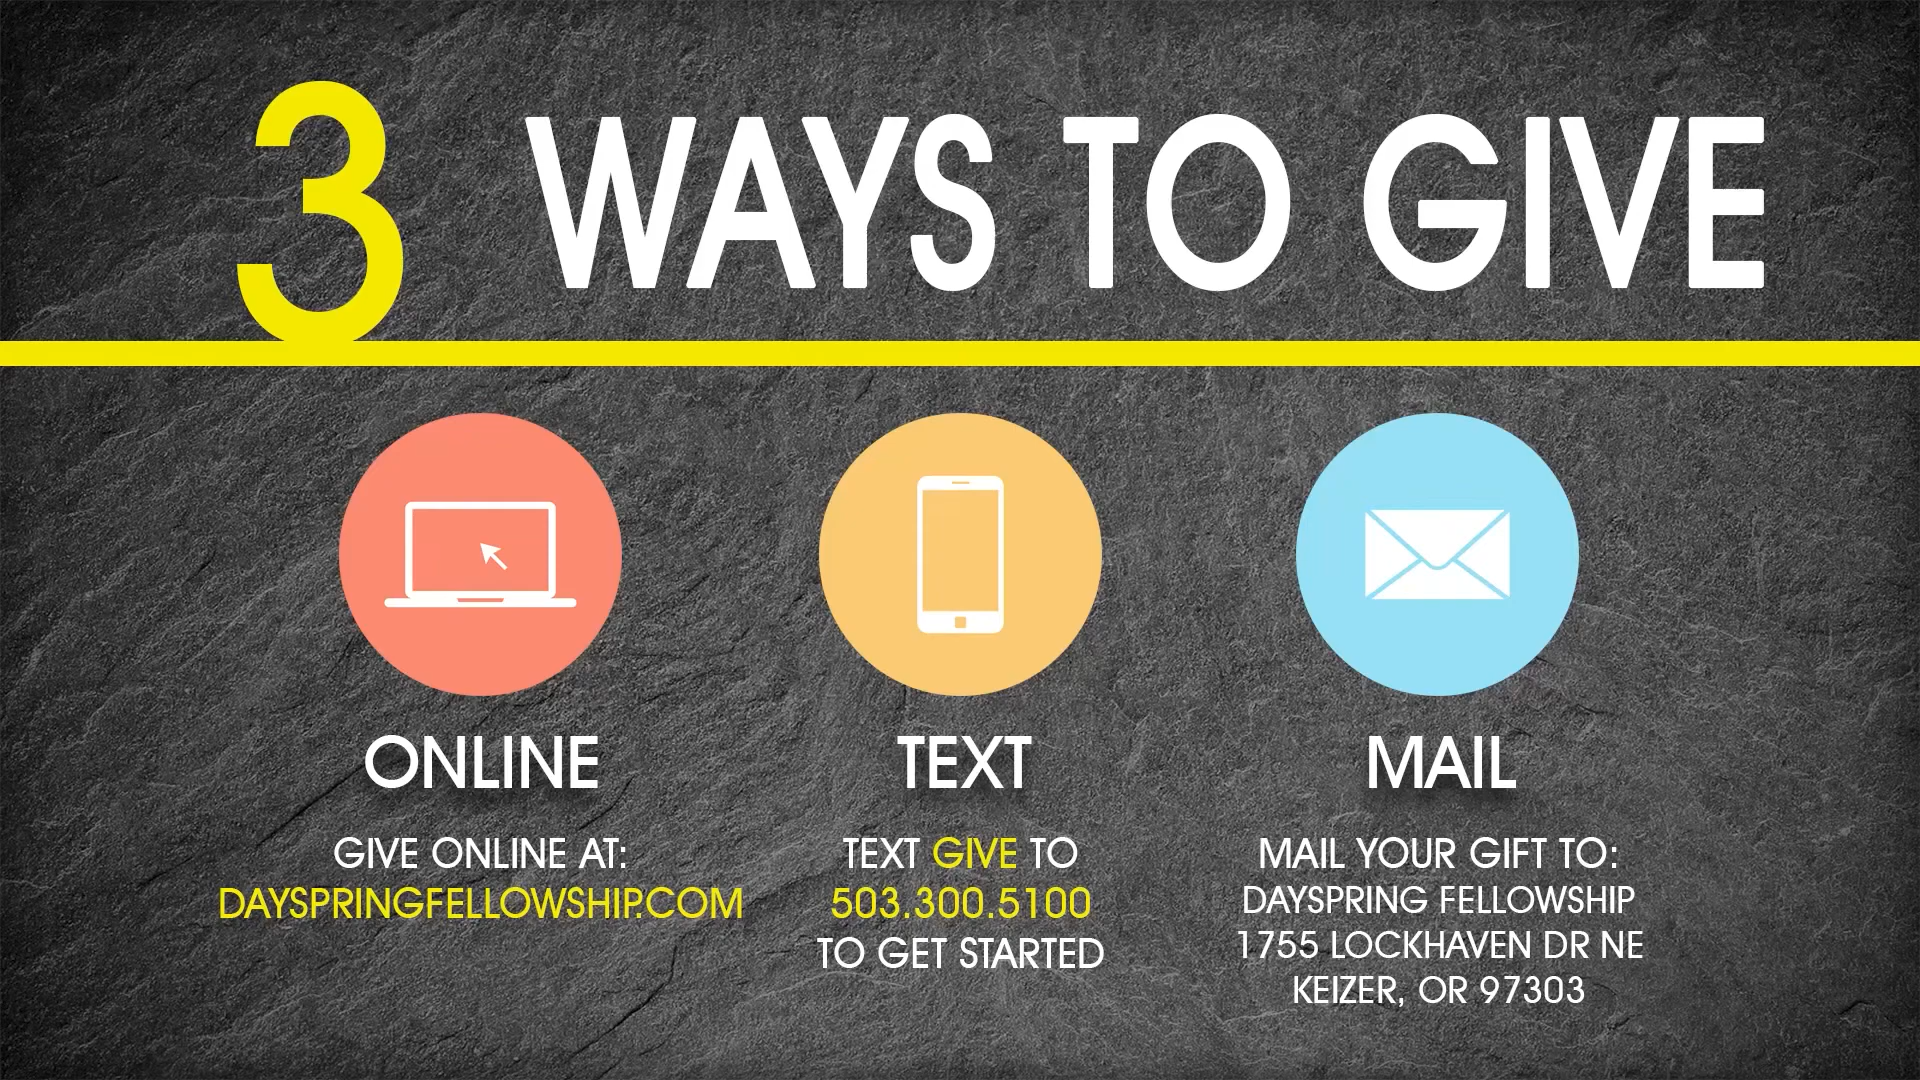 3 WAYS TO GIVE
ONLINE
GIVE ONLINE AT:
DAYSPRINGFELLOWSHIP.COM
TEXT
TEXT GIVE TO
503.300.5100
TO GET STARTED
MAIL
MAIL YOUR GIFT TO:
DAYSPRING FELLOWSHIP
1755 LOCKHAVEN DR NE
KEIZER, OR 97303